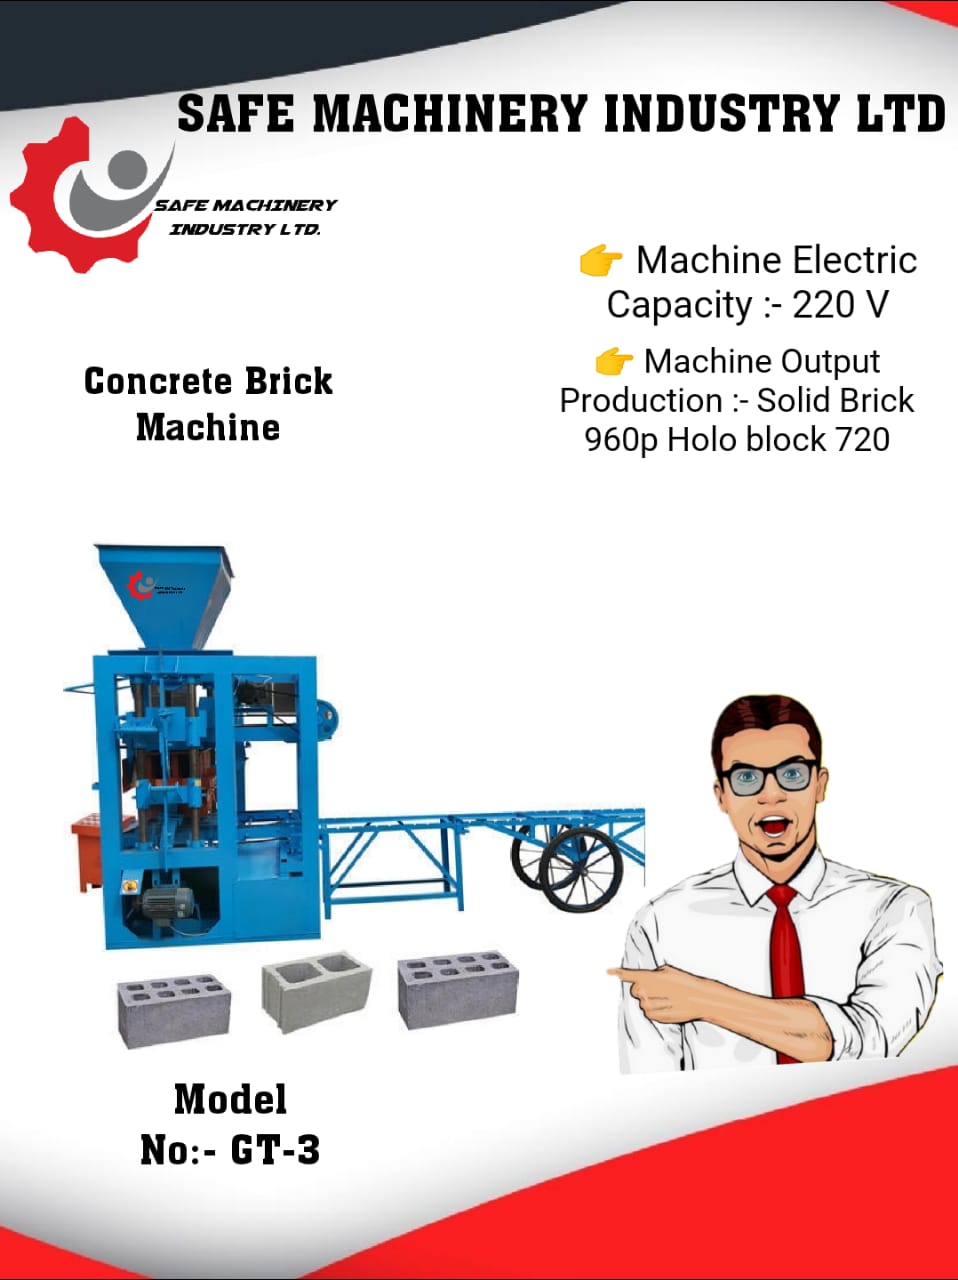 SAFE MACHINERY INDUSTRY LTD
SAFE MACHINERY
INDUSTRY LTD.
👉 Machine Electric
Capacity :- 220 V
👉 Machine Output
Production :- Solid Brick
960p Holo block 720
Concrete Brick
Machine
Model
No:- GT-3